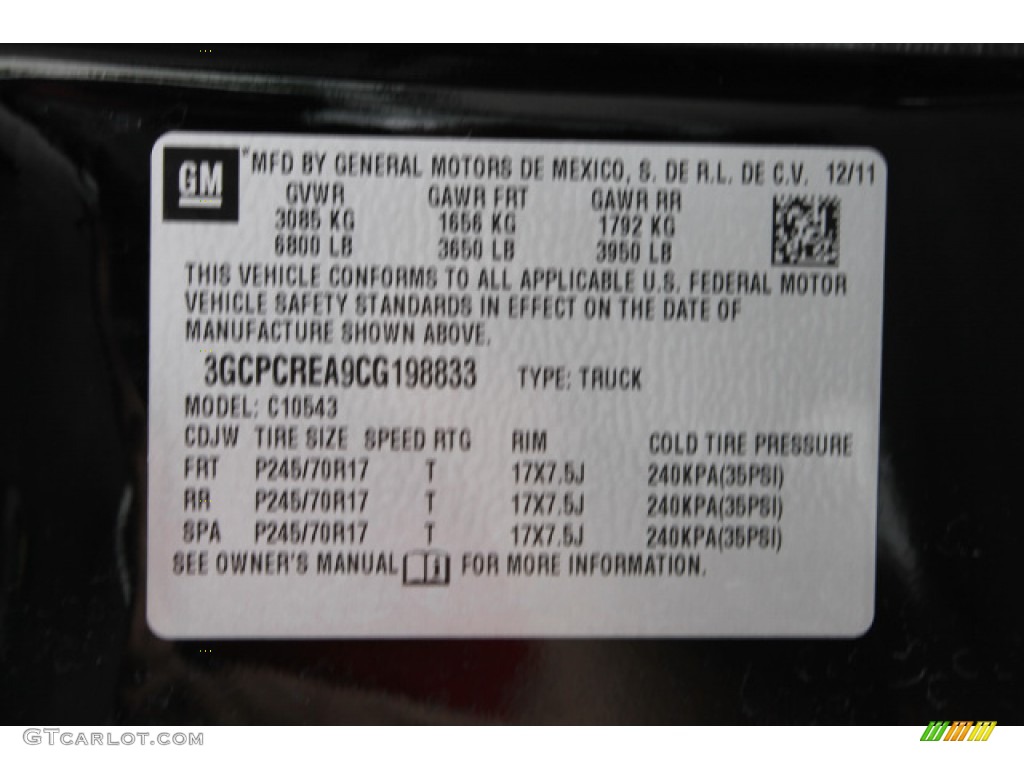 GM
"MFD BY GENERAL MOTORS DE MEXICO, S. DE R.L. DE C.V. 12/11
GVWR GAWR FRT GAWR RR
3085 KG 1656 KG 1792 KG
6800 LB 3650 LB 3950 LB
THIS VEHICLE CONFORMS TO ALL APPLICABLE U.S. FEDERAL MOTOR
VEHICLE SAFETY STANDARDS IN EFFECT ON THE DATE OF
MANUFACTURE SHOWN ABOVE.
3GCPCREA9CG198833 TYPE: TRUCK
MODEL: C10543
CDJW TIRE SIZE SPEED RTG RIM COLD TIRE PRESSURE
FRT P245/70R17 T 17X7.5J 240KPA(35PSI)
RR P245/70R17 T 17X7.5J 240KPA(35PSI)
SPA P245/70R17 T 17X7.5J 240KPA(35PSI)
SEE OWNER'S MANUAL FOR MORE INFORMATION.
GTCarlot.com